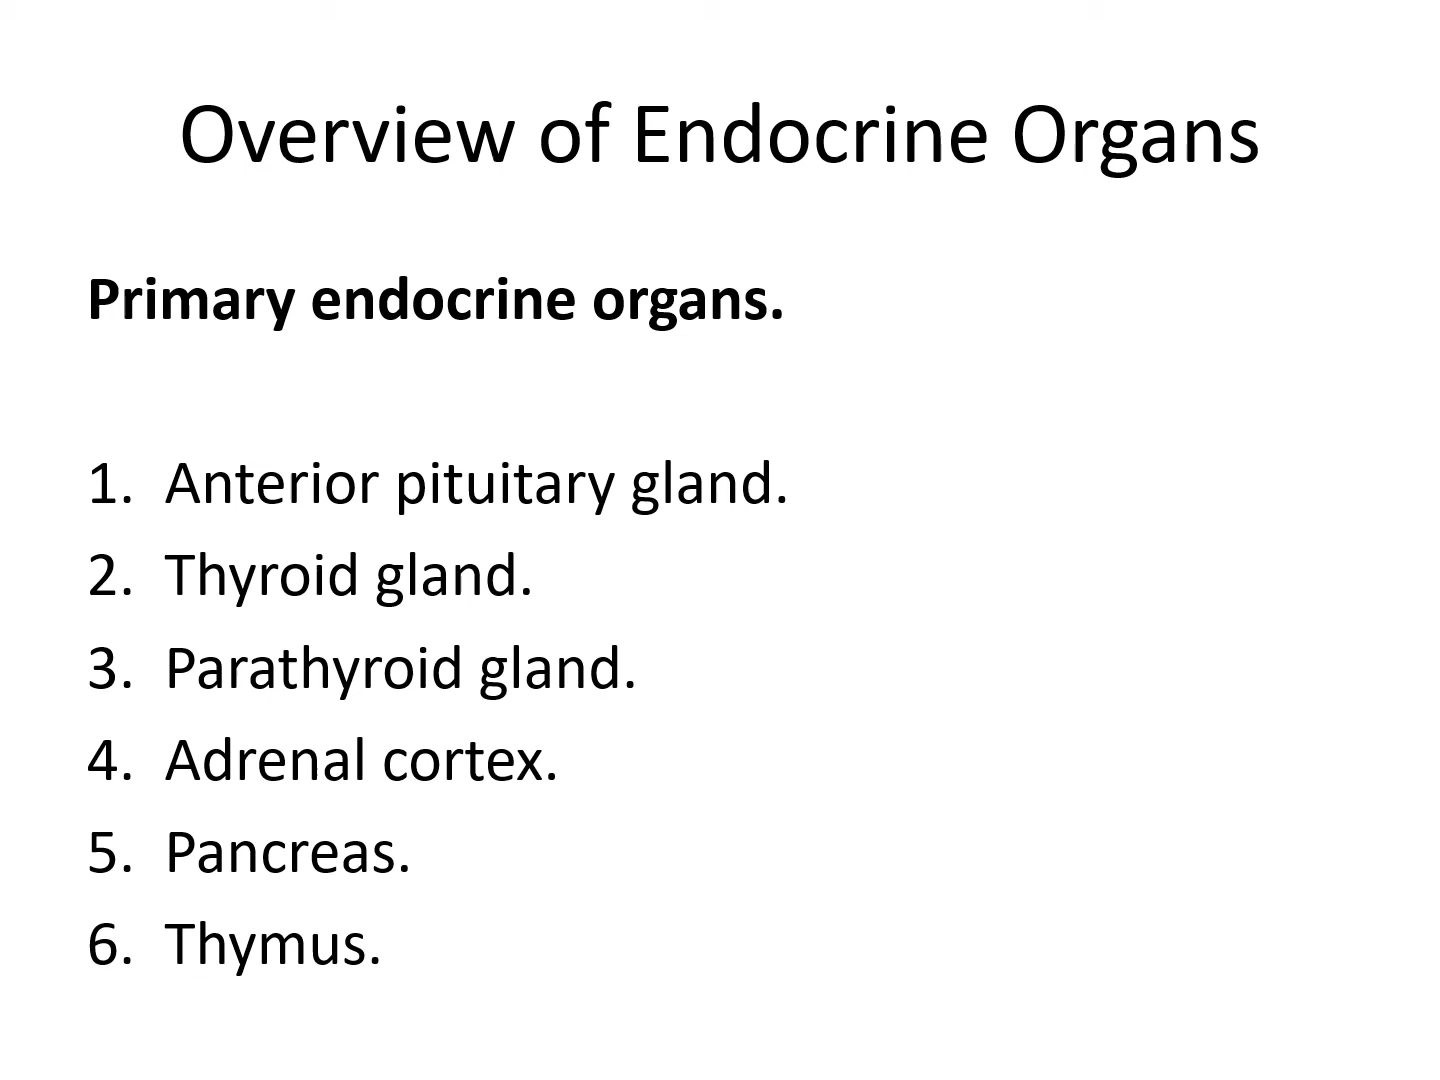 Overview of Endocrine Organs
Primary endocrine organs.
1. Anterior pituitary gland.
2. Thyroid gland.
3. Parathyroid gland.
4. Adrenal cortex.
5. Pancreas.
6. Thymus.